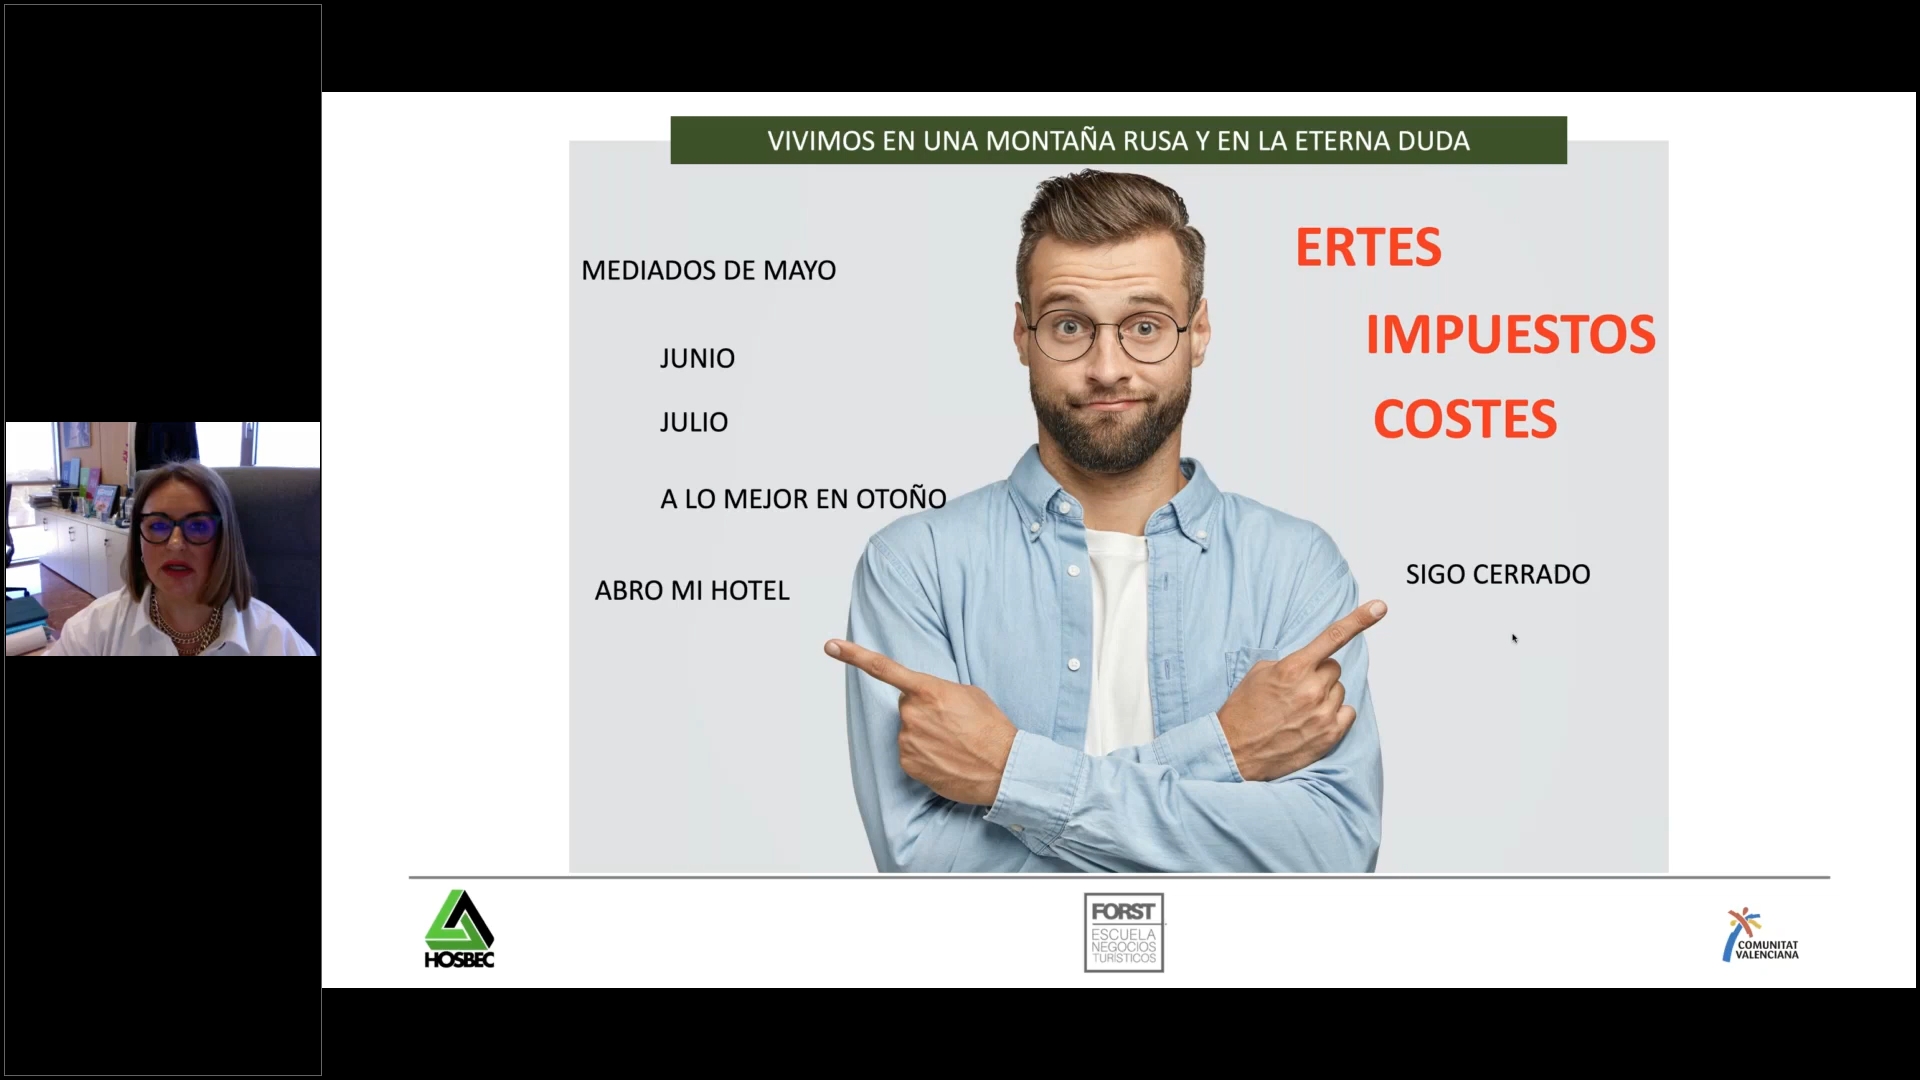 VIVIMOS EN UNA MONTAÑA RUSA Y EN LA ETERNA DUDA
MEDIADOS DE MAYO
JUNIO
JULIO
A LO MEJOR EN OTOÑO
ABRO MI HOTEL
ERTES
IMPUESTOS
COSTES
SIGO CERRADO
HOSBEC
FORST
ESCUELA
NEGOCIOS
TURÍSTICOS
COMUNITAT
VALENCIANA